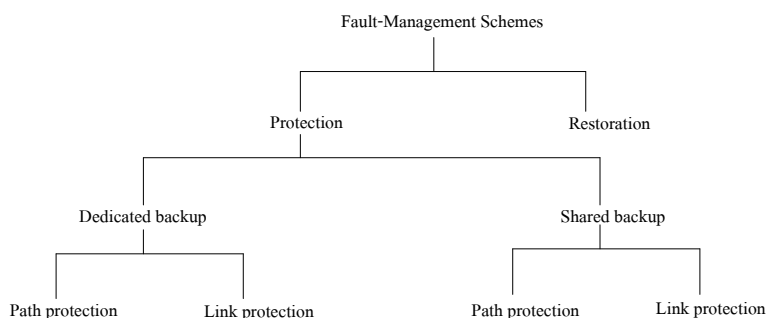 Fault-Management Schemes
Protection
Restoration
Dedicated backup
Shared backup
Path protection
Link protection
Path protection
Link protection